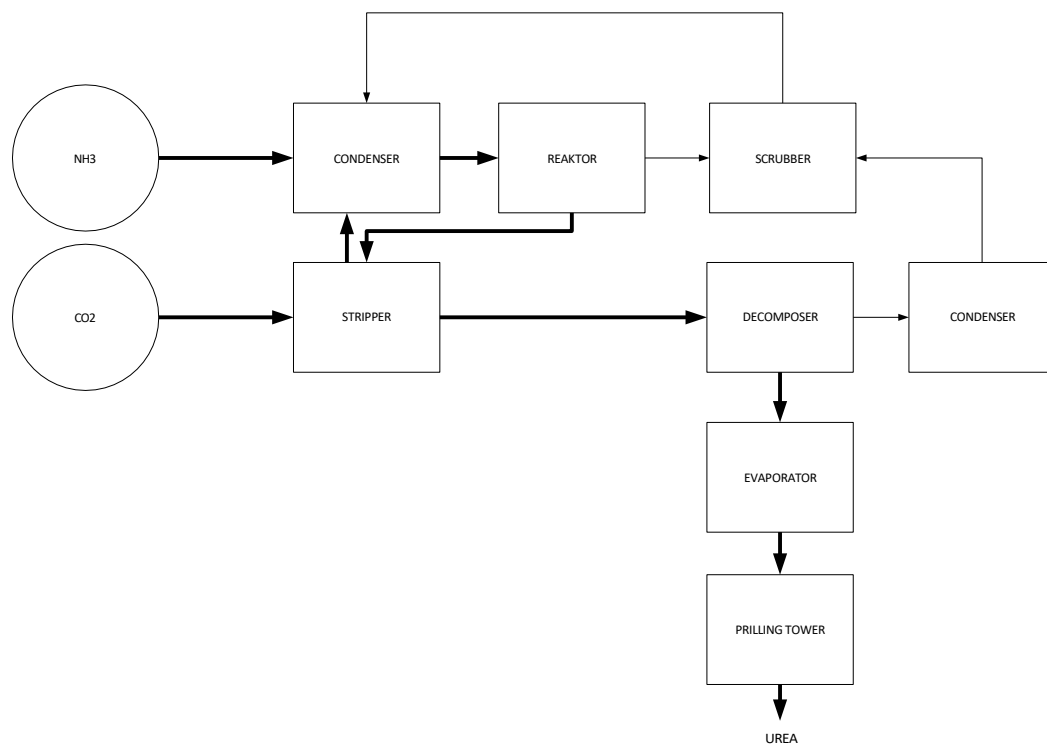 NH3
CONDENSER
REAKTOR
SCRUBBER
CO2
STRIPPER
DECOMPOSER
CONDENSER
EVAPORATOR
PRILLING TOWER
UREA